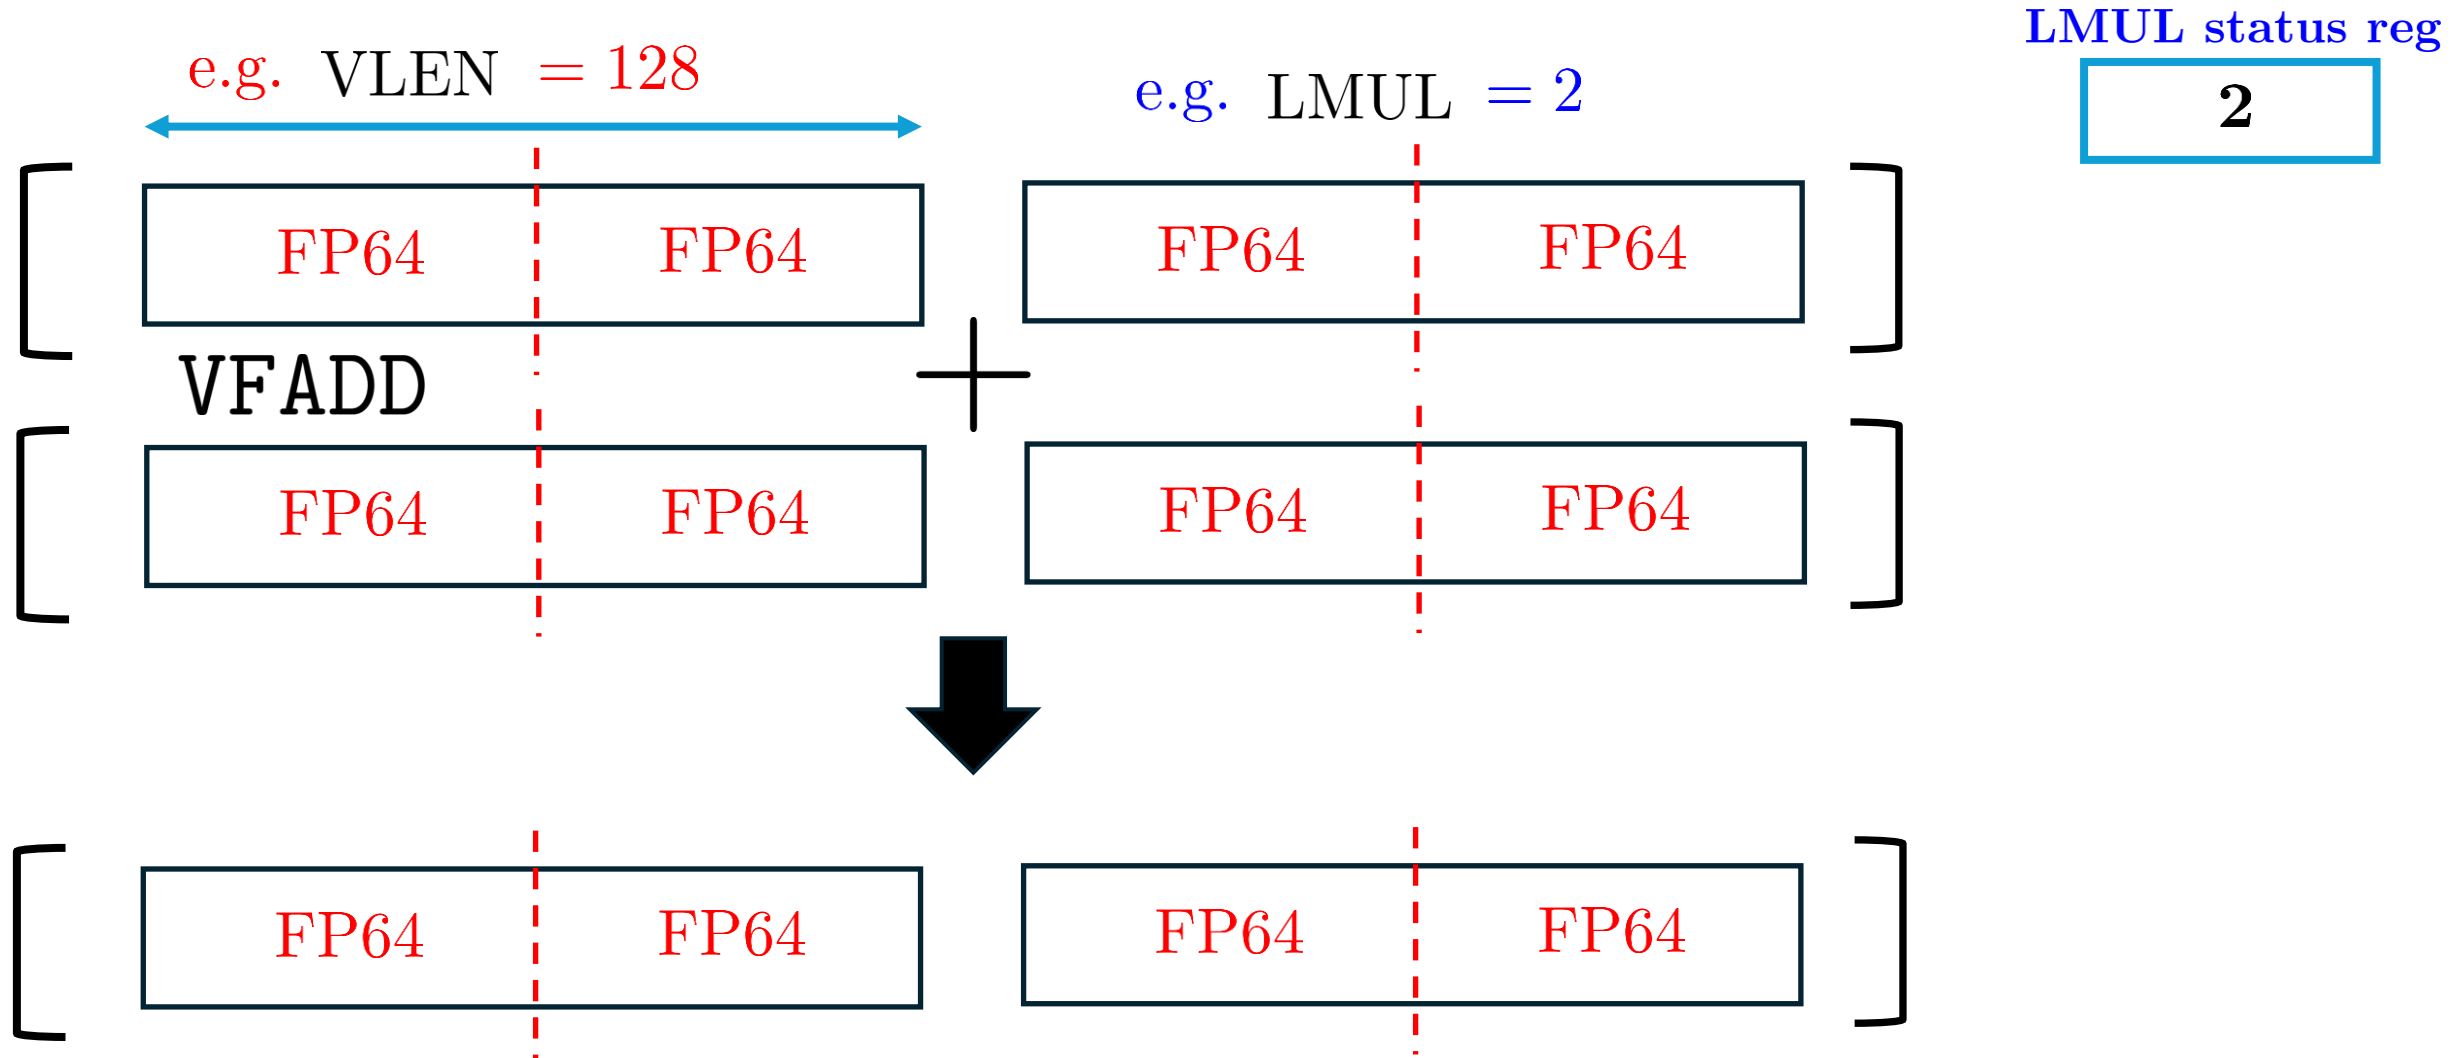 LMUL status reg
2
e.g. VLEN = 128
e.g. LMUL = 2
FP64 FP64 FP64 FP64
VFADD
+
FP64 FP64 FP64 FP64
FP64 FP64 FP64 FP64